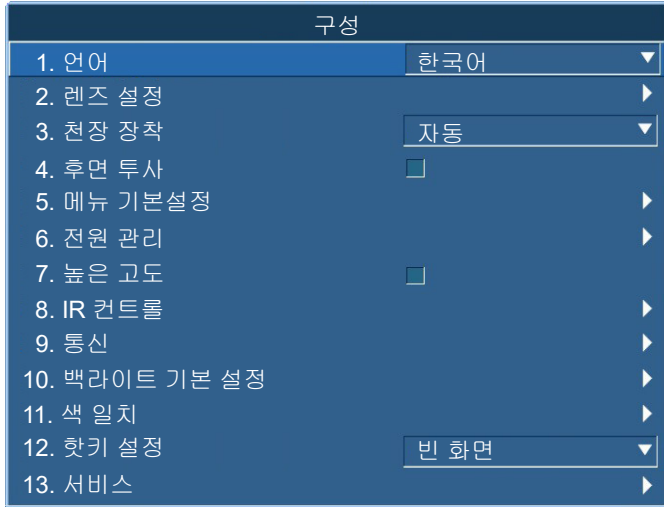 구성
1. 언어 한국어
2. 렌즈 설정
3. 천장 장착 자동
4. 후면 투사
5. 메뉴 기본설정
6. 전원 관리
7. 높은 고도
8. IR 컨트롤
9. 통신
10. 백라이트 기본 설정
11. 색 일치
12. 핫키 설정 빈 화면
13. 서비스